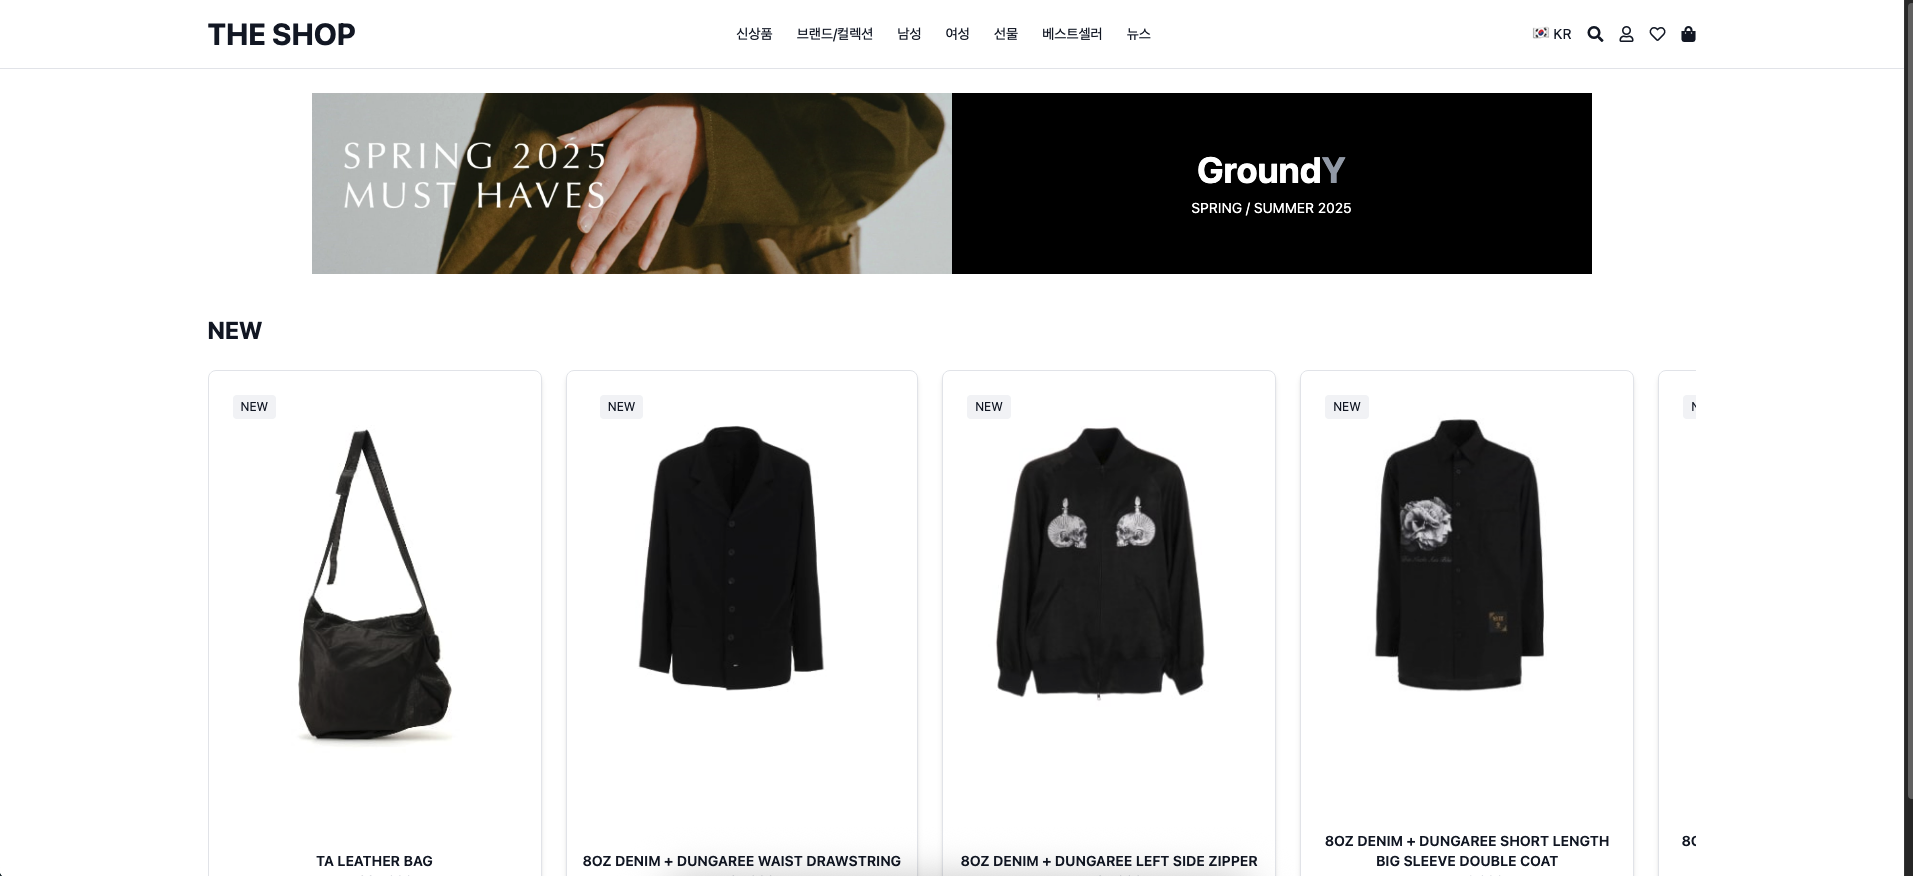 THE SHOP
신상품 브랜드/컬렉션 남성 여성 선물 베스트셀러 뉴스
KR
SPRING 2025
MUST HAVES
GroundY
SPRING / SUMMER 2025
NEW
NEW
NEW
NEW
NEW
TA LEATHER BAG
8OZ DENIM + DUNGAREE WAIST DRAWSTRING
8OZ DENIM + DUNGAREE LEFT SIDE ZIPPER
8OZ DENIM + DUNGAREE SHORT LENGTH
BIG SLEEVE DOUBLE COAT